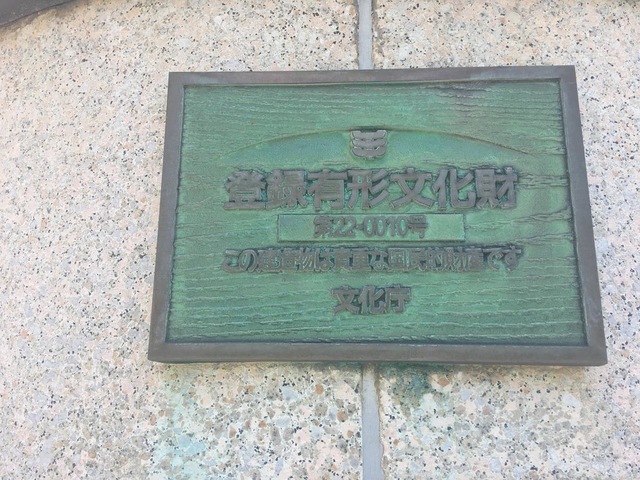 登録有形文化財
第22-0010号
この建造物は貴重な国民的財産です
文化庁